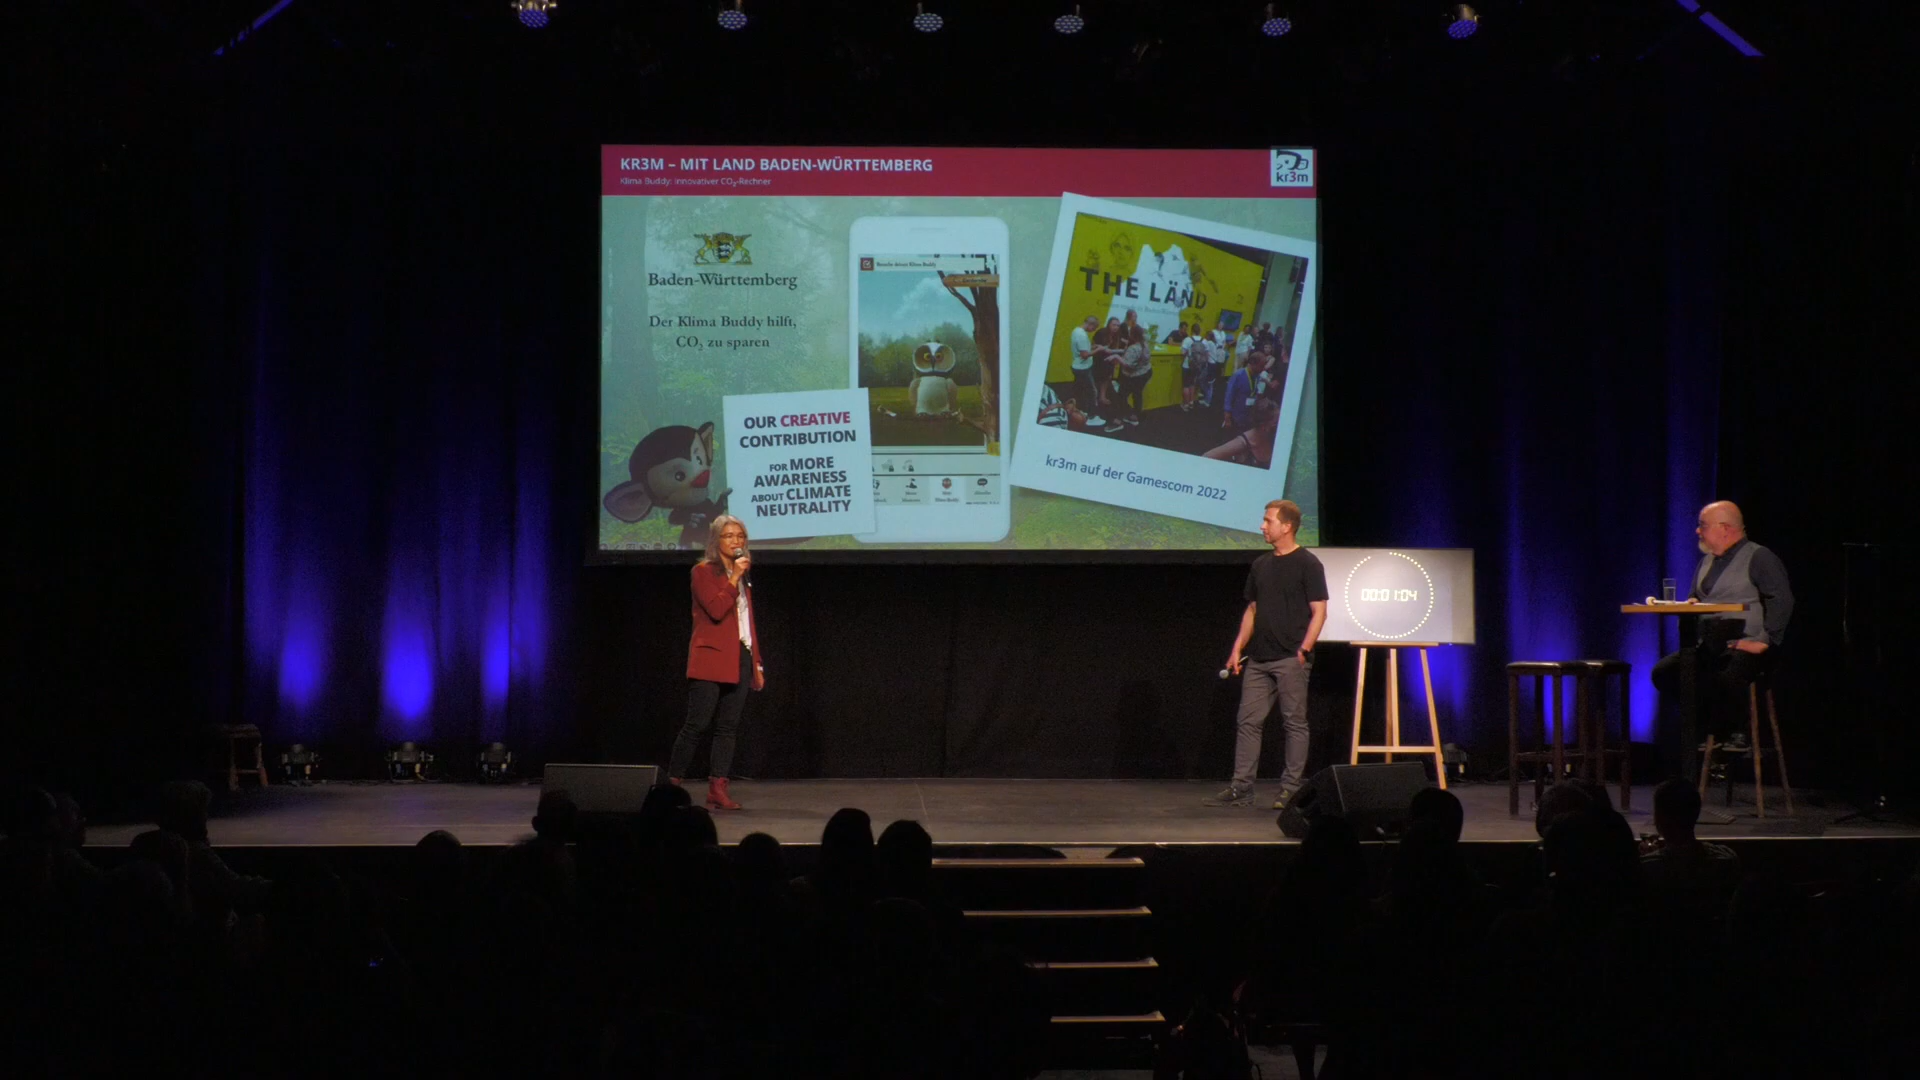 KR3M – MIT LAND BADEN-WÜRTTEMBERG
Klima Buddy: Innovativer CO₂-Rechner
kr3m
Baden-Württemberg
Der Klima Buddy hilft,
CO₂ zu sparen
OUR CREATIVE
CONTRIBUTION
FOR MORE
AWARENESS
ABOUT CLIMATE
NEUTRALITY
THE LÄND
kr3m auf der Gamescom 2022
00:01:04